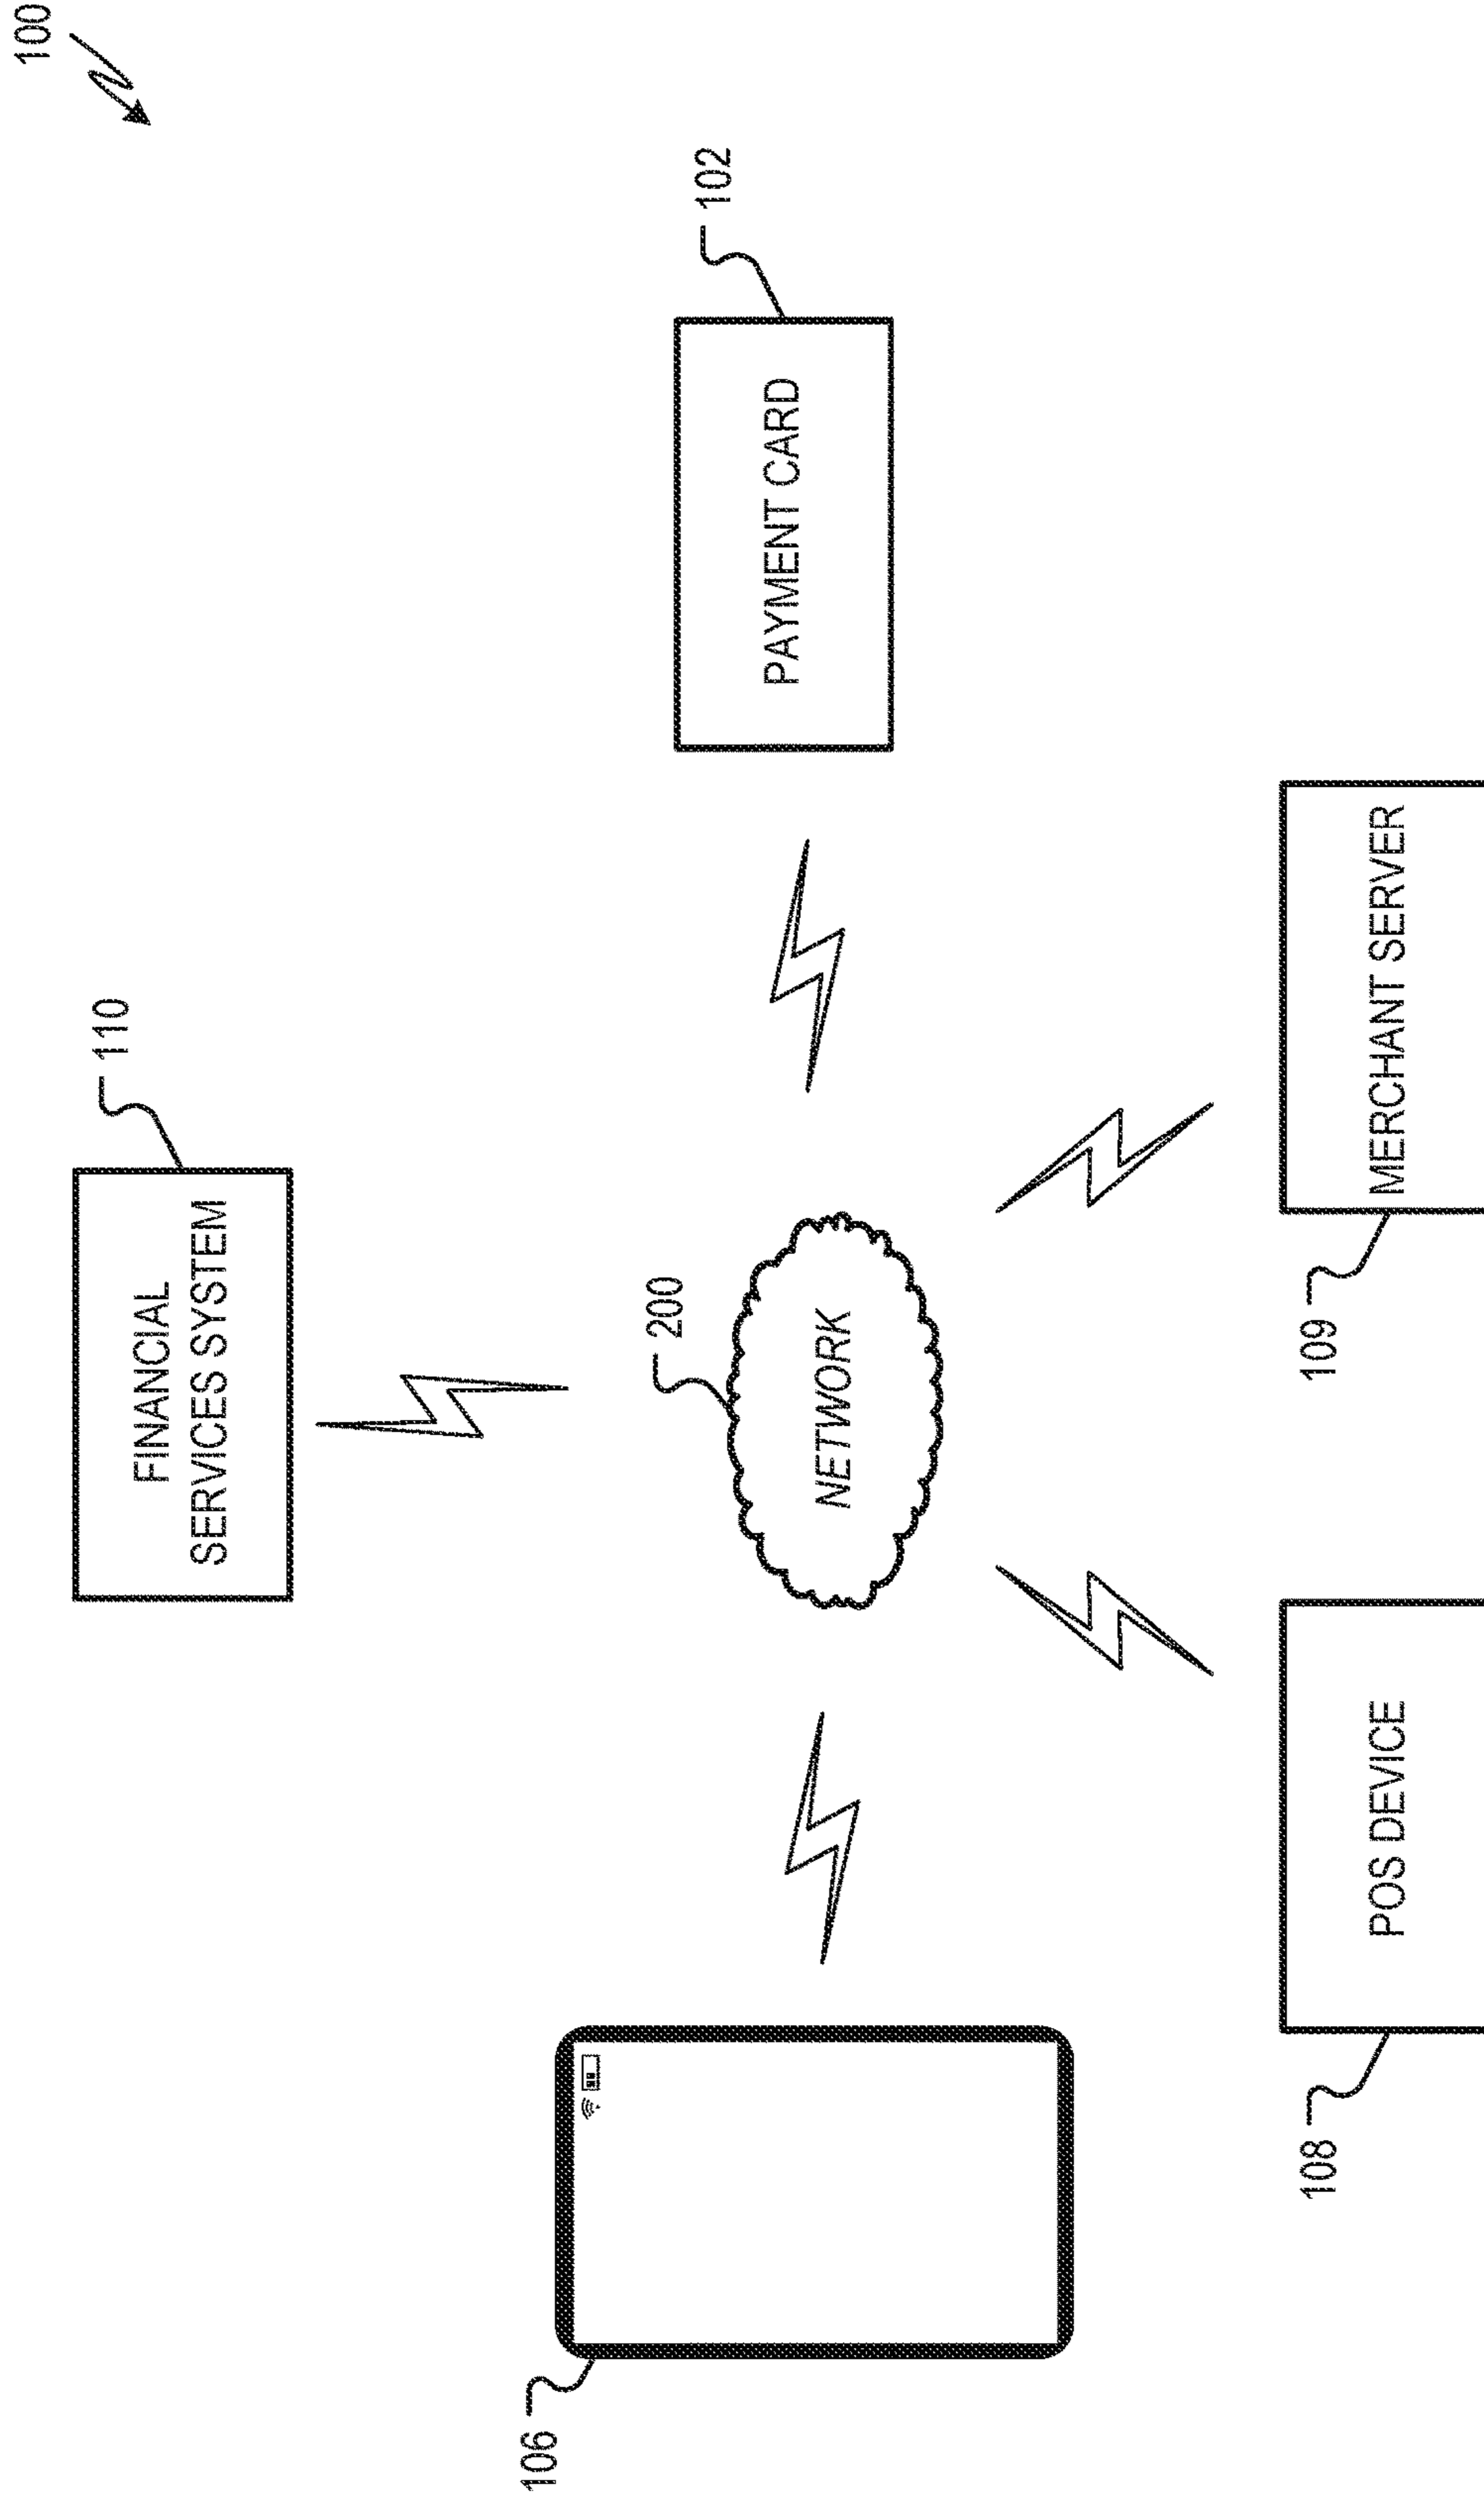 100
110
FINANCIAL
SERVICES SYSTEM
106
200
NETWORK
102
PAYMENT CARD
108
POS DEVICE
109
MERCHANT SERVER